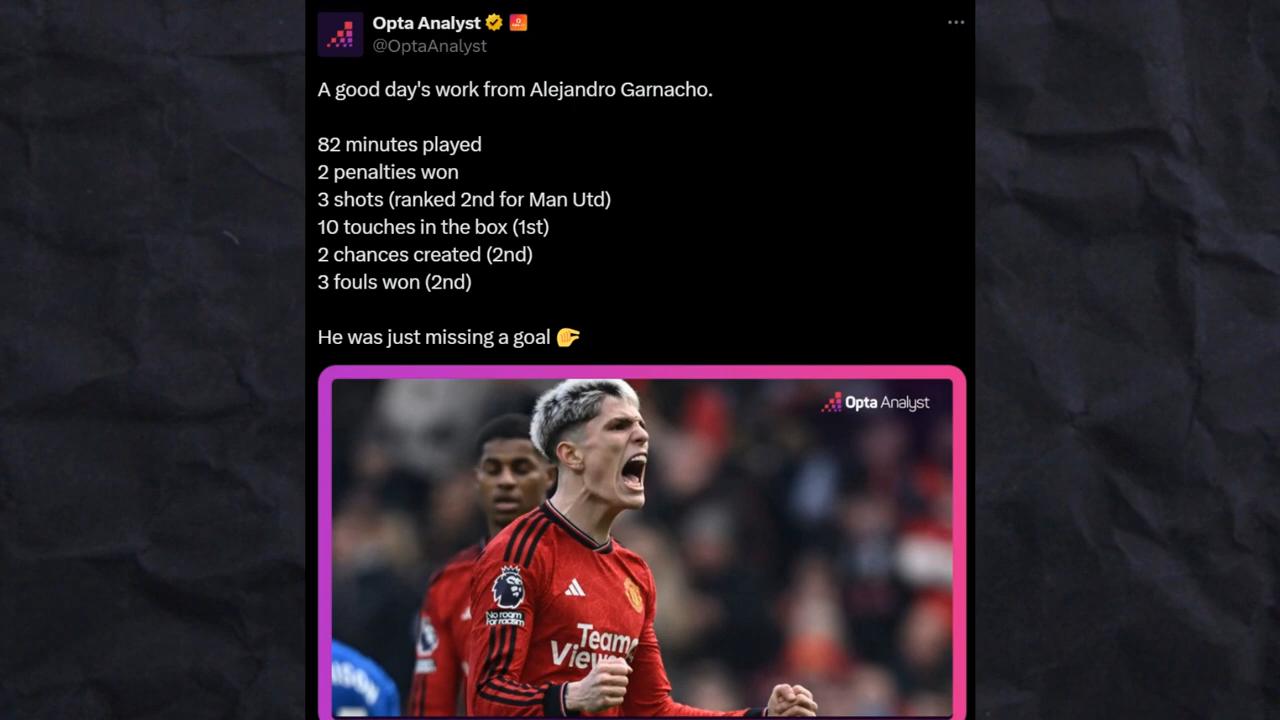 Opta Analyst
@OptaAnalyst
A good day's work from Alejandro Garnacho.
82 minutes played
2 penalties won
3 shots (ranked 2nd for Man Utd)
10 touches in the box (1st)
2 chances created (2nd)
3 fouls won (2nd)
He was just missing a goal 🫴
Opta Analyst
No room
for racism
Team
View